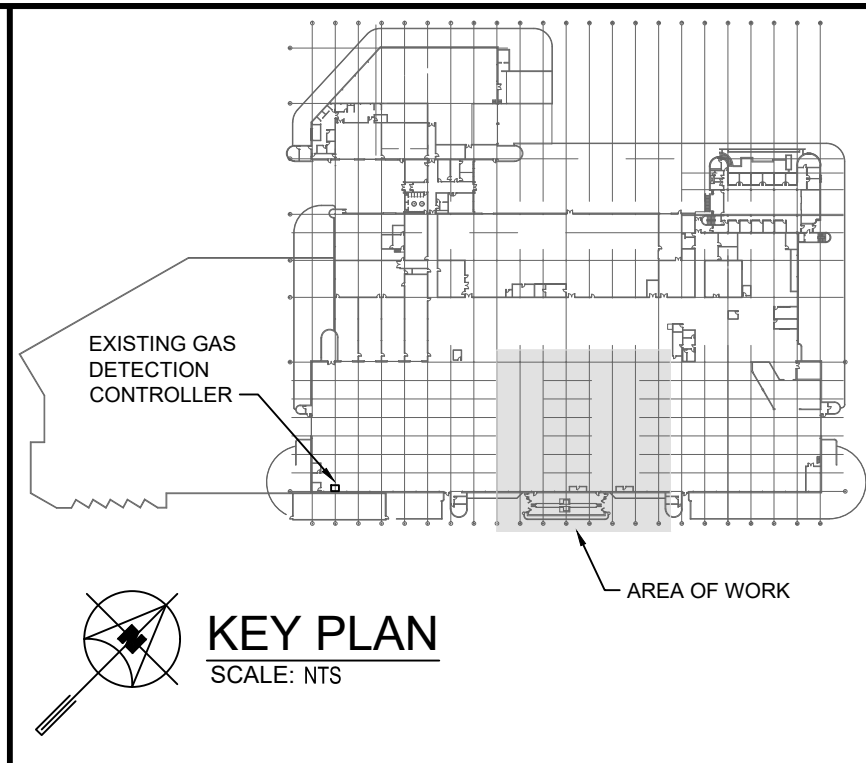 EXISTING GAS
DETECTION
CONTROLLER
AREA OF WORK
KEY PLAN
SCALE: NTS
N